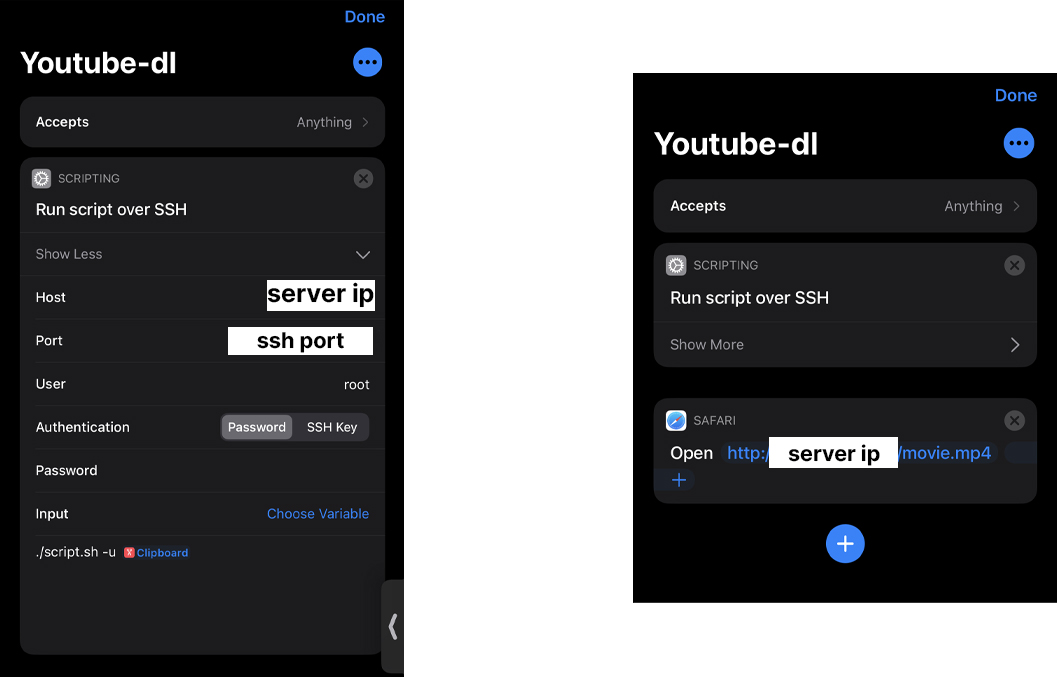 Done
Youtube-dl
Accepts Anything
SCRIPTING
Run script over SSH
Show Less
Host server ip
Port ssh port
User root
Authentication Password SSH Key
Password
Input Choose Variable
./script.sh -u Clipboard
Done
Youtube-dl
Accepts Anything
SCRIPTING
Run script over SSH
Show More
SAFARI
Open http:/ server ip /movie.mp4